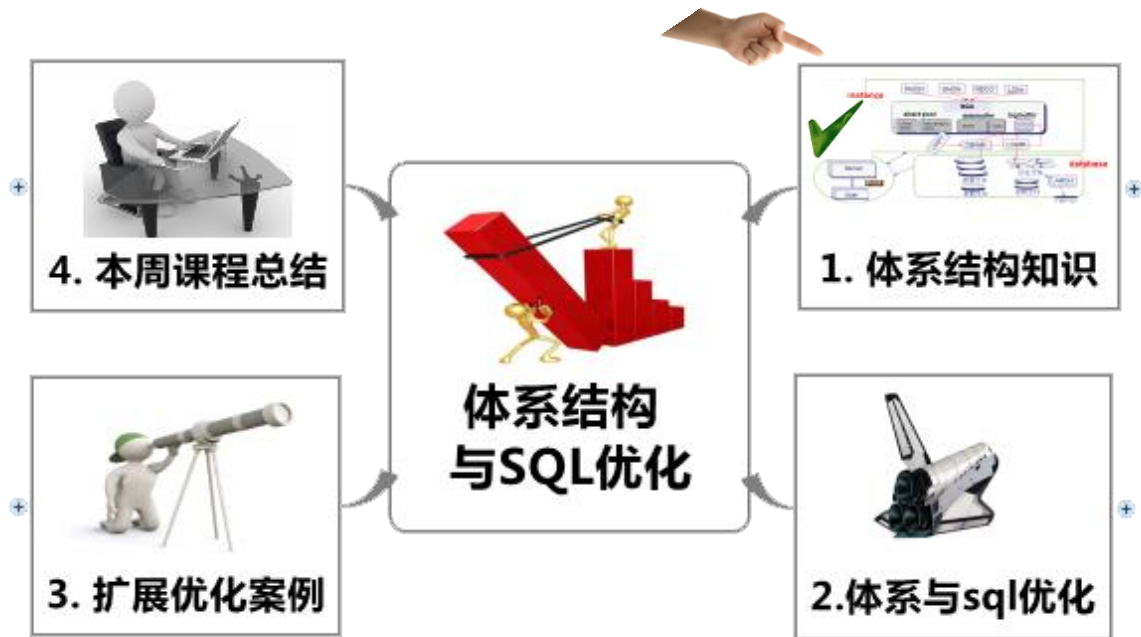 体系结构
与SQL优化
1. 体系结构知识
instance
database
2.体系与sql优化
3. 扩展优化案例
4. 本周课程总结